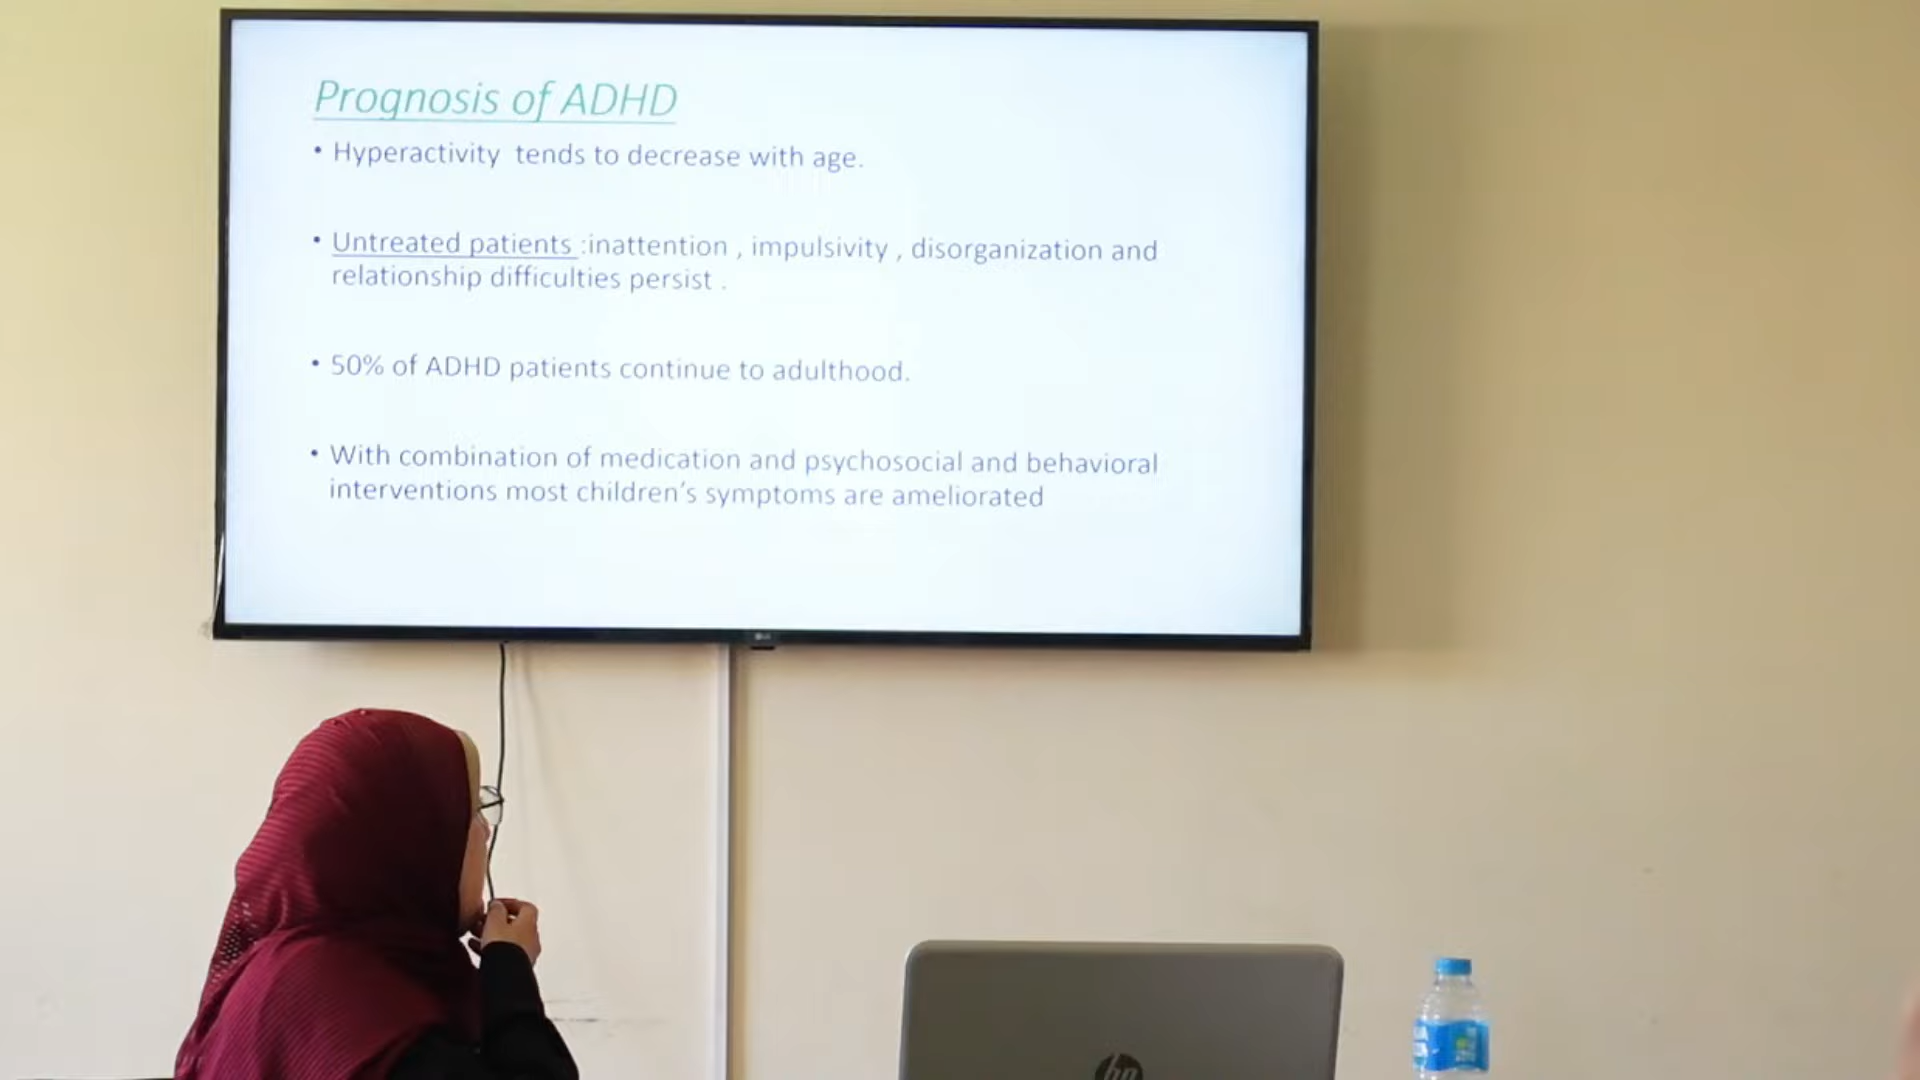 Prognosis of ADHD
• Hyperactivity tends to decrease with age.
• Untreated patients :inattention , impulsivity , disorganization and
relationship difficulties persist .
• 50% of ADHD patients continue to adulthood.
• With combination of medication and psychosocial and behavioral
interventions most children's symptoms are ameliorated
LG
hp